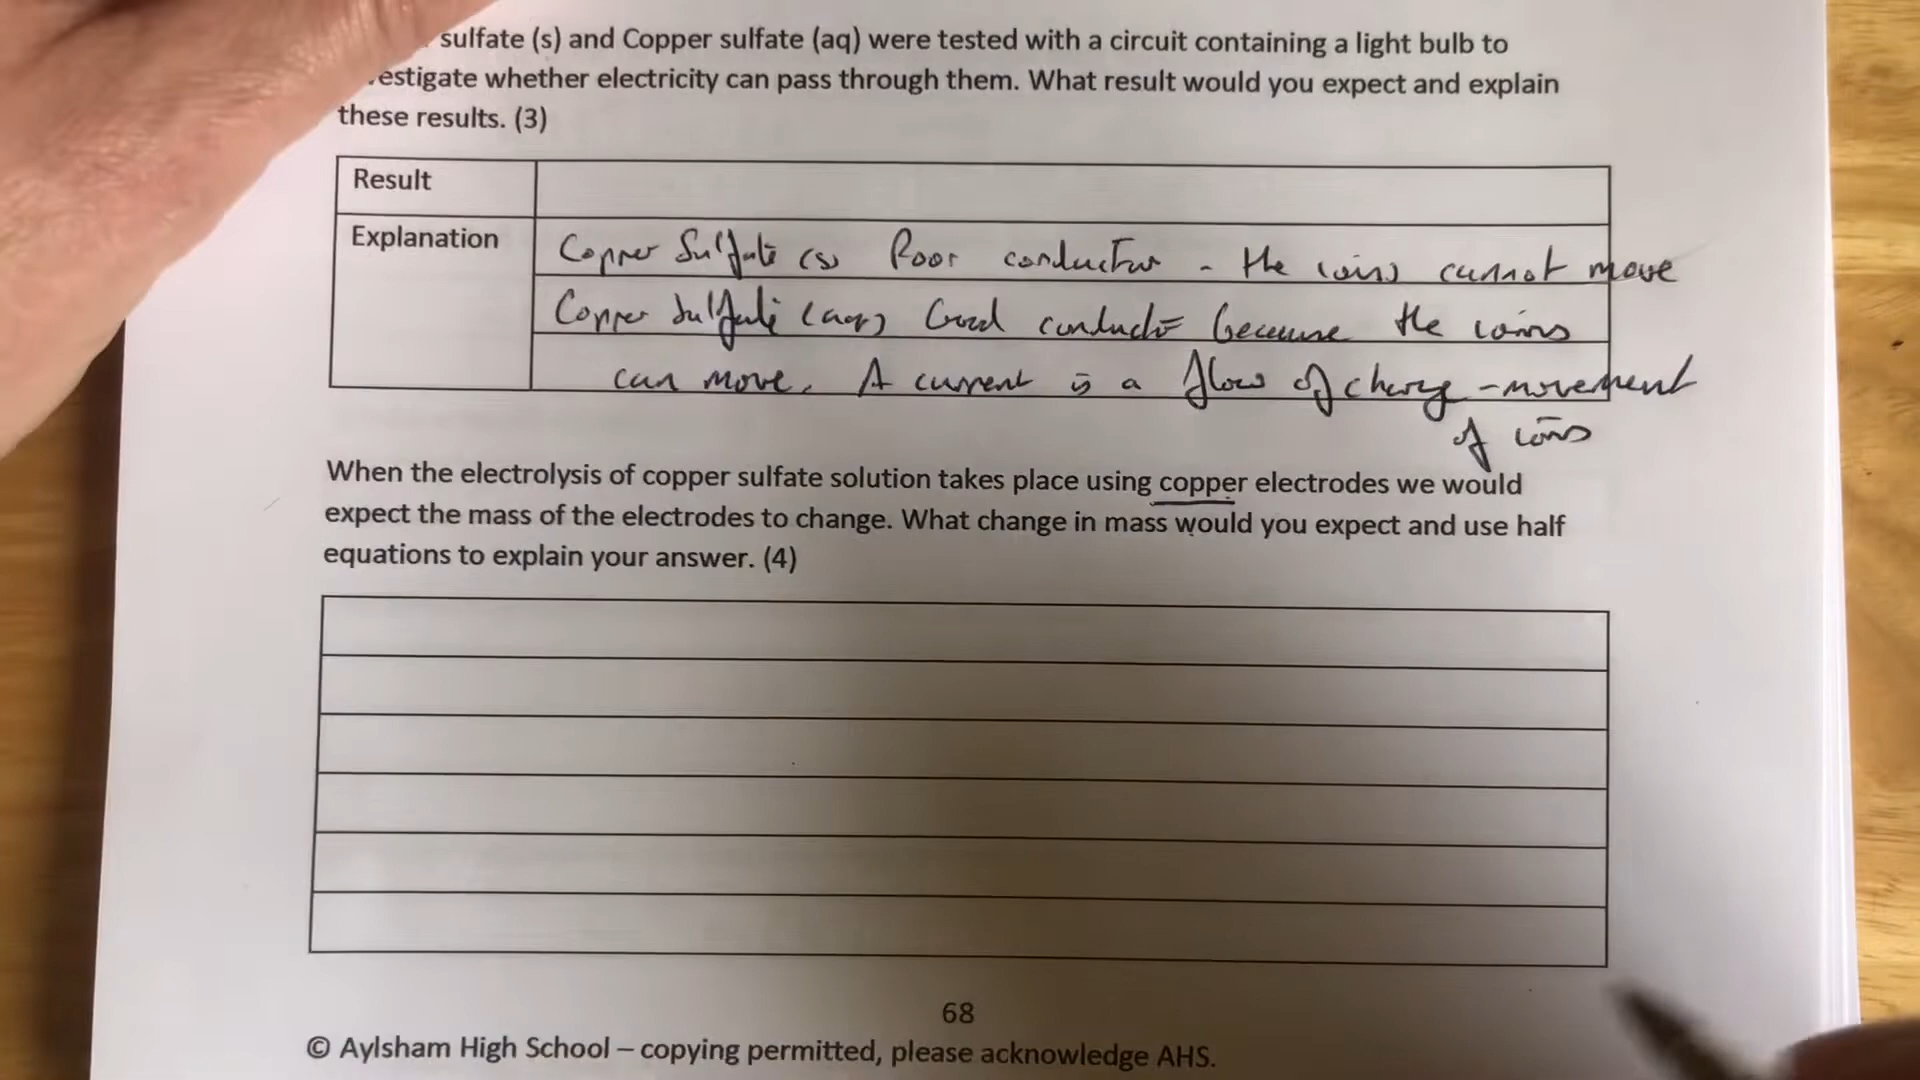 sulfate (s) and Copper sulfate (aq) were tested with a circuit containing a light bulb to
estigate whether electricity can pass through them. What result would you expect and explain
these results. (3)
Result
Explanation
Copper Sulfate (s) Poor conductor - the ions cannot move
Copper Sulfate (aq) Good conductor because the ions
can move. A current is a flow of charge - movement
of ions
When the electrolysis of copper sulfate solution takes place using copper electrodes we would
expect the mass of the electrodes to change. What change in mass would you expect and use half
equations to explain your answer. (4)
68
© Aylsham High School – copying permitted, please acknowledge AHS.